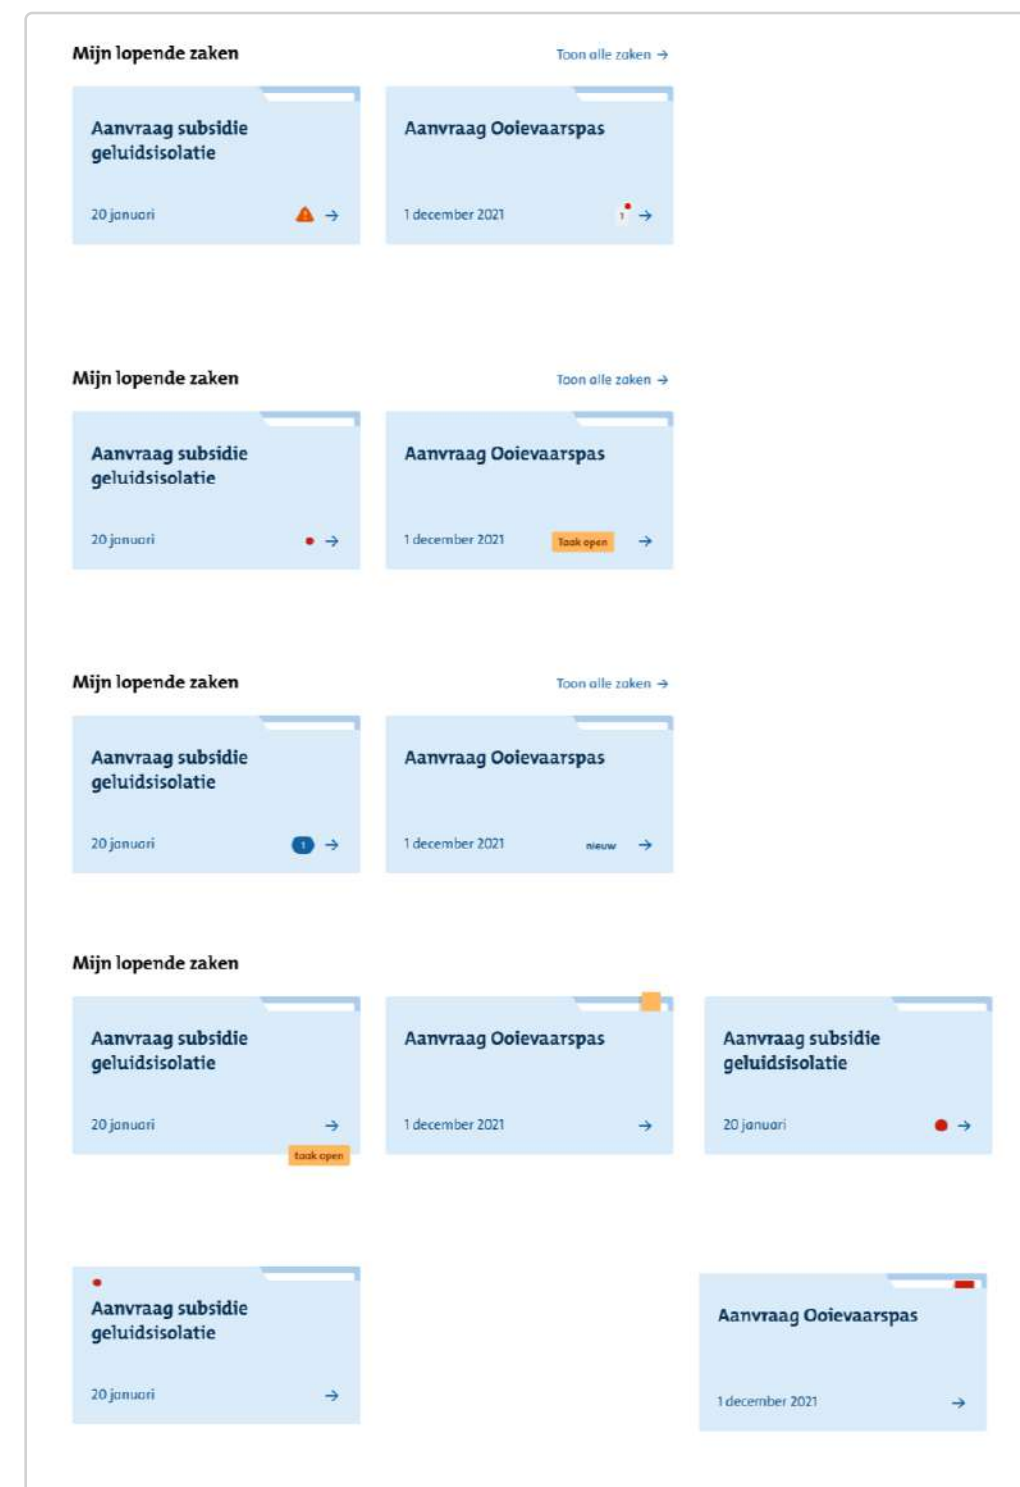 Mijn lopende zaken
Toon alle zaken →
Aanvraag subsidie
geluidsisolatie
20 januari
→
Aanvraag Ooievaarspas
1 december 2021
1 →
Mijn lopende zaken
Toon alle zaken →
Aanvraag subsidie
geluidsisolatie
20 januari
→
Aanvraag Ooievaarspas
1 december 2021
Taak open
→
Mijn lopende zaken
Toon alle zaken →
Aanvraag subsidie
geluidsisolatie
20 januari
1 →
Aanvraag Ooievaarspas
1 december 2021
nieuw →
Mijn lopende zaken
Aanvraag subsidie
geluidsisolatie
20 januari
→
taak open
Aanvraag Ooievaarspas
1 december 2021
→
Aanvraag subsidie
geluidsisolatie
20 januari
→
Aanvraag subsidie
geluidsisolatie
20 januari
→
Aanvraag Ooievaarspas
1 december 2021
→